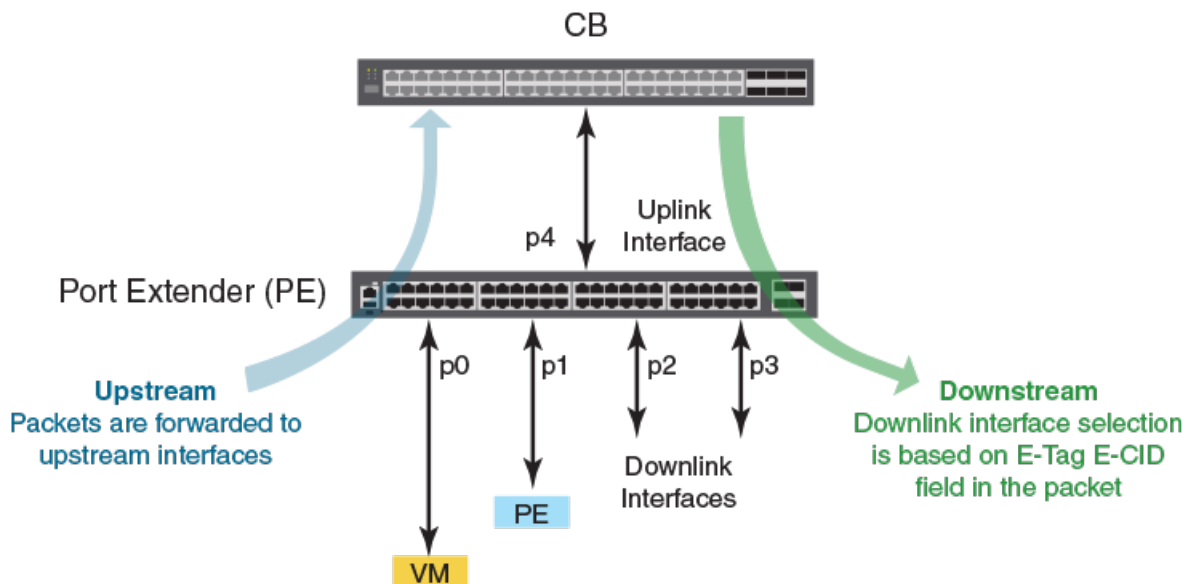 CB
Uplink
Interface
p4
Port Extender (PE)
p0
p1
p2
p3
Upstream
Packets are forwarded to
upstream interfaces
Downstream
Downlink interface selection
is based on E-Tag E-CID
field in the packet
Downlink
Interfaces
PE
VM